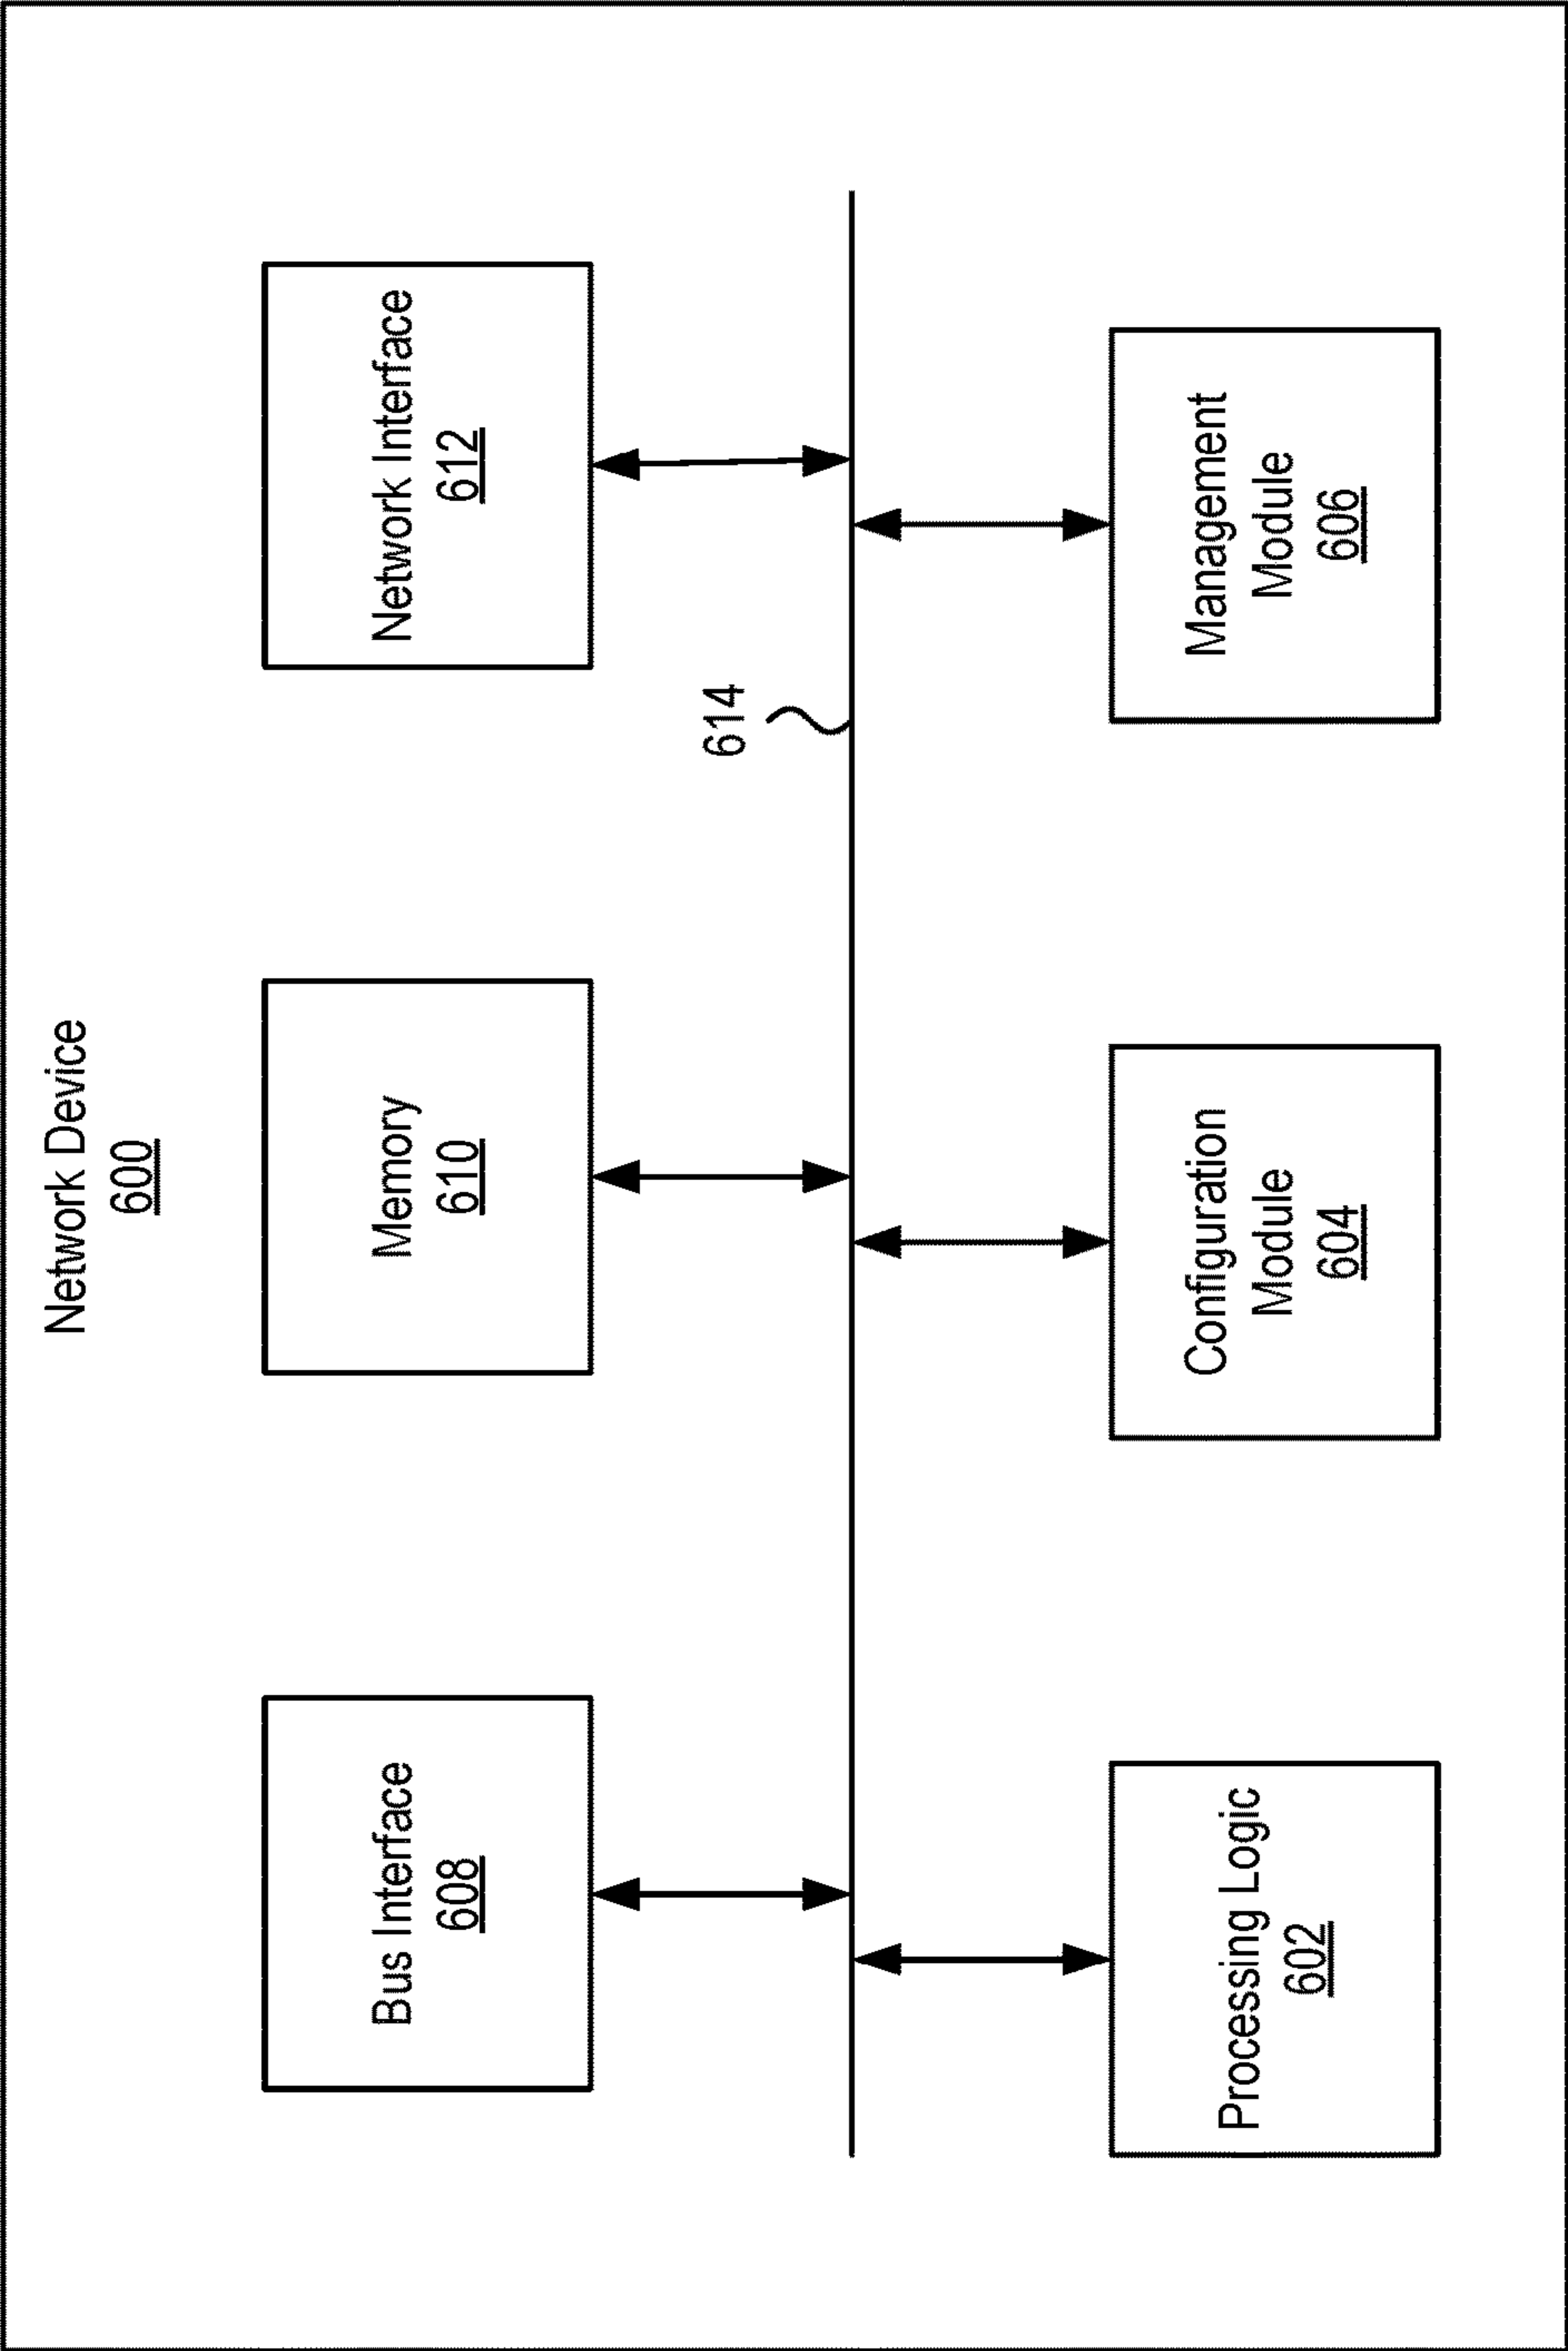 Network Device
600
Bus Interface
608
Memory
610
Network Interface
612
614
Processing Logic
602
Configuration
Module
604
Management
Module
606